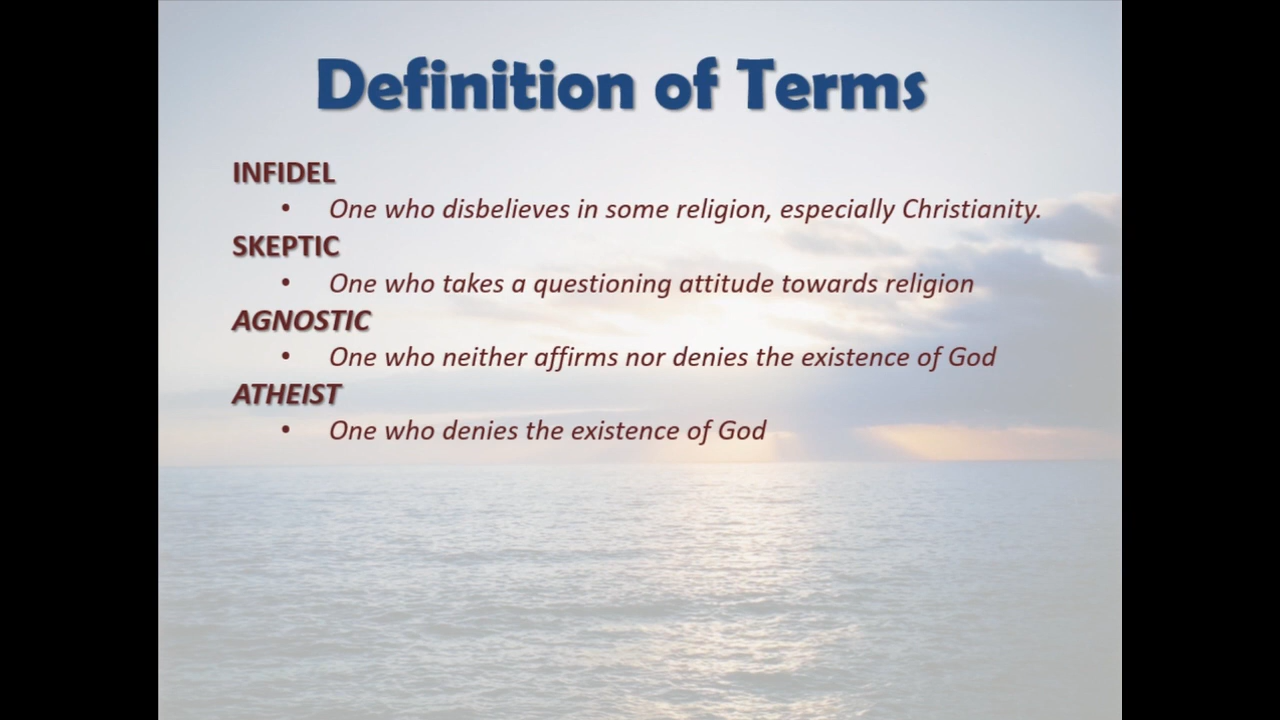 Definition of Terms
INFIDEL
• One who disbelieves in some religion, especially Christianity.
SKEPTIC
• One who takes a questioning attitude towards religion
AGNOSTIC
• One who neither affirms nor denies the existence of God
ATHEIST
• One who denies the existence of God